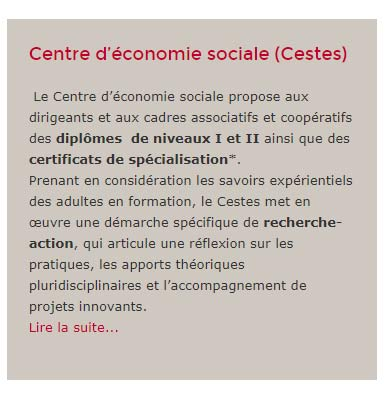 Centre d'économie sociale (Cestes)
Le Centre d'économie sociale propose aux
dirigeants et aux cadres associatifs et coopératifs
des diplômes de niveaux I et II ainsi que des
certificats de spécialisation*.
Prenant en considération les savoirs expérientiels
des adultes en formation, le Cestes met en
œuvre une démarche spécifique de recherche-
action, qui articule une réflexion sur les
pratiques, les apports théoriques
pluridisciplinaires et l'accompagnement de
projets innovants.
Lire la suite...